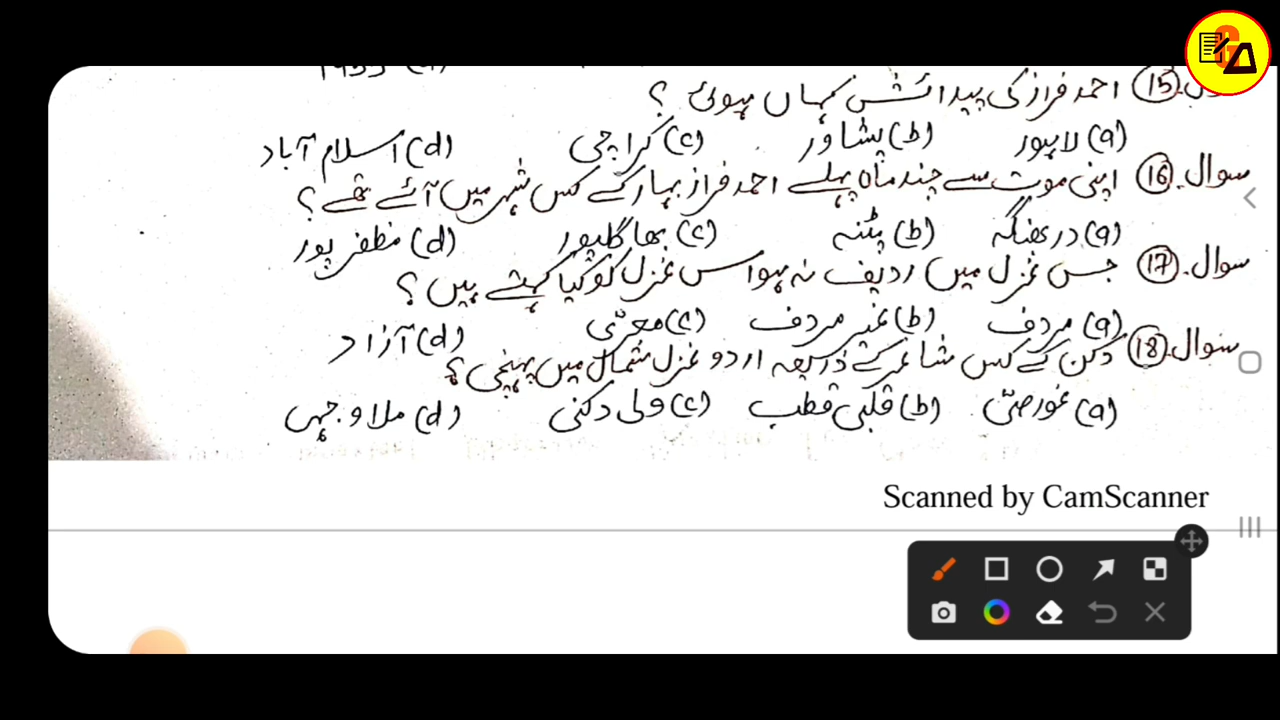 سوال.(15) احمد فراز کی پیدائش کہاں ہوئی ؟
(a) لاہور (b) پشاور (c) کراچی (d) اسلام آباد
سوال.(16) اپنی موت سے چند ماہ پہلے احمد فراز بہار کے کس شہر میں آئے تھے ؟
(a) دربھنگہ (b) پٹنہ (c) بھاگلپور (d) مظفر پور
سوال.(17) جس غزل میں ردیف نہ ہو اس غزل کو کیا کہتے ہیں ؟
(a) مردف (b) غیر مردف (c) معریٰ (d) آزاد
سوال.(18) دکن کے کس شاعر کے ذریعہ اردو غزل شمال میں پہنچی ؟
(a) (b) قلی قطب (c) ولی دکنی (d) ملا وجہی
Scanned by CamScanner